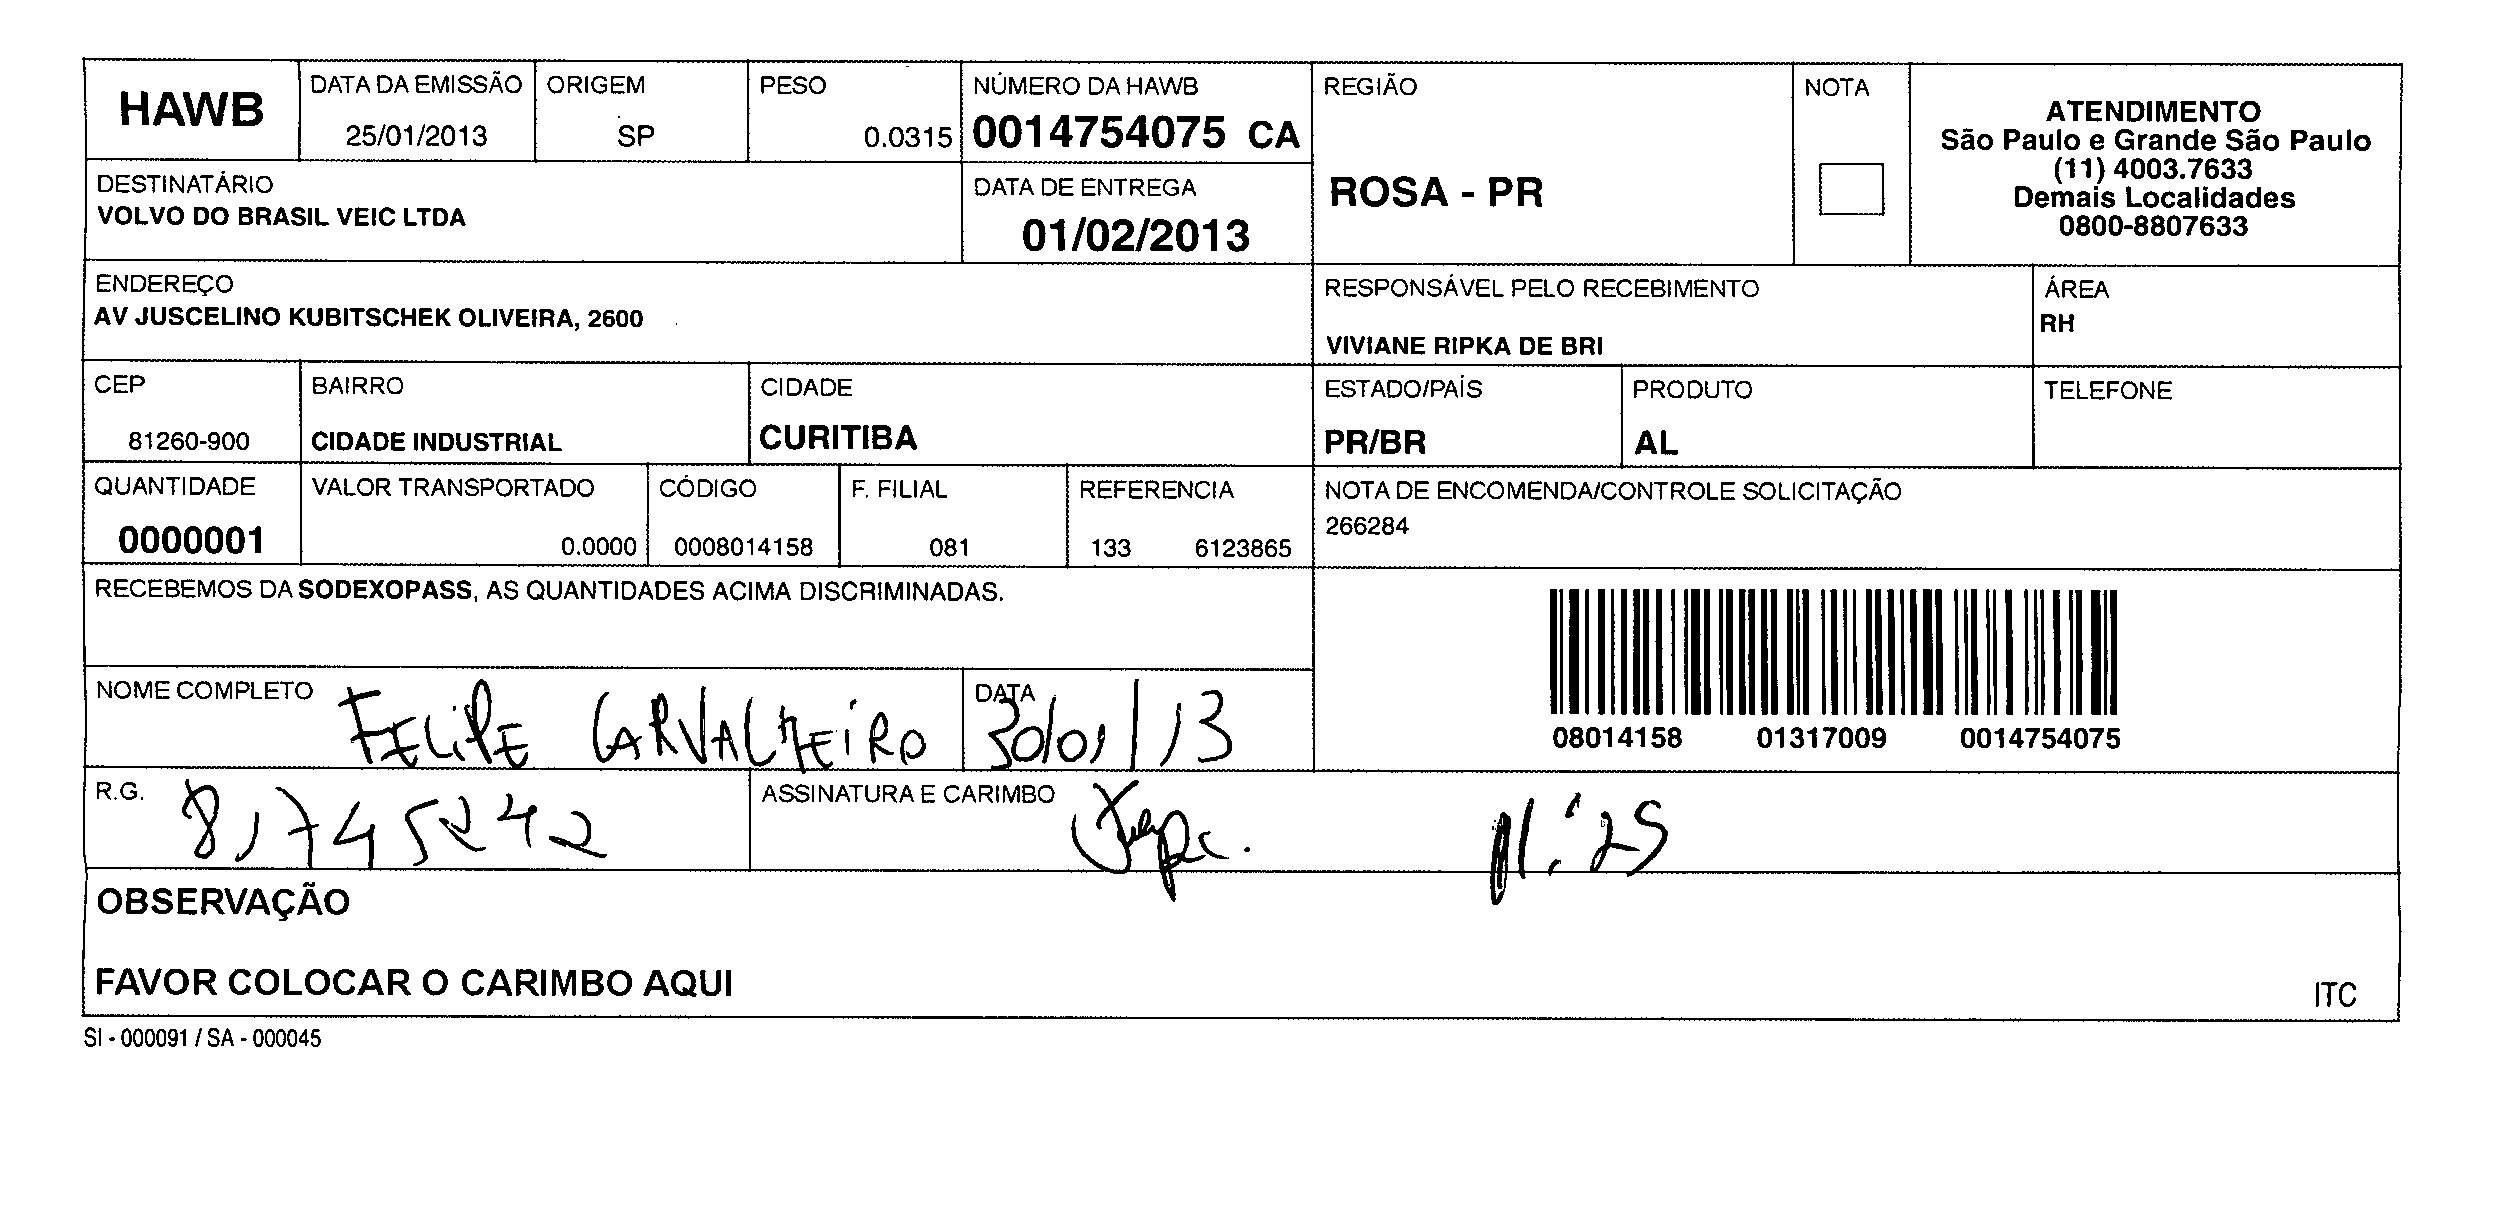 HAWB
DATA DA EMISSÃO
25/01/2013
ORIGEM
SP
PESO
0.0315
NÚMERO DA HAWB
0014754075 CA
REGIÃO
ROSA - PR
NOTA
ATENDIMENTO
São Paulo e Grande São Paulo
(11) 4003.7633
Demais Localidades
0800-8807633
DESTINATÁRIO
VOLVO DO BRASIL VEIC LTDA
DATA DE ENTREGA
01/02/2013
ENDEREÇO
AV JUSCELINO KUBITSCHEK OLIVEIRA, 2600
RESPONSÁVEL PELO RECEBIMENTO
VIVIANE RIPKA DE BRI
ÁREA
RH
CEP
81260-900
BAIRRO
CIDADE INDUSTRIAL
CIDADE
CURITIBA
ESTADO/PAÍS
PR/BR
PRODUTO
AL
TELEFONE
QUANTIDADE
0000001
VALOR TRANSPORTADO
0.0000
CÓDIGO
0008014158
F. FILIAL
081
REFERENCIA
133 6123865
NOTA DE ENCOMENDA/CONTROLE SOLICITAÇÃO
266284
RECEBEMOS DA SODEXOPASS, AS QUANTIDADES ACIMA DISCRIMINADAS.
08014158 01317009 0014754075
NOME COMPLETO
FELIPE CARVALHEIRO
DATA
30/01/13
R.G.
8,745242
ASSINATURA E CARIMBO
11:25
OBSERVAÇÃO
FAVOR COLOCAR O CARIMBO AQUI
ITC
SI - 000091 / SA - 000045